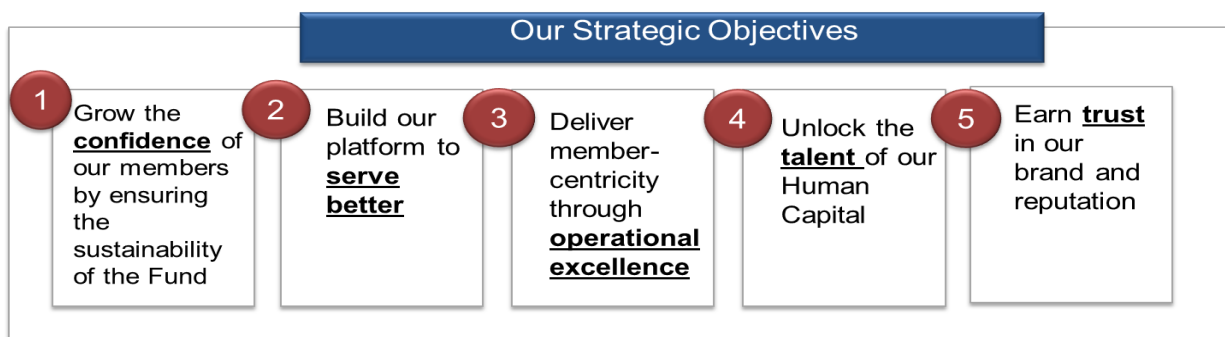 Our Strategic Objectives
1
Grow the
confidence of
our members
by ensuring
the
sustainability
of the Fund
2
Build our
platform to
serve
better
3
Deliver
member-
centricity
through
operational
excellence
4
Unlock the
talent of our
Human
Capital
5
Earn trust
in our
brand and
reputation